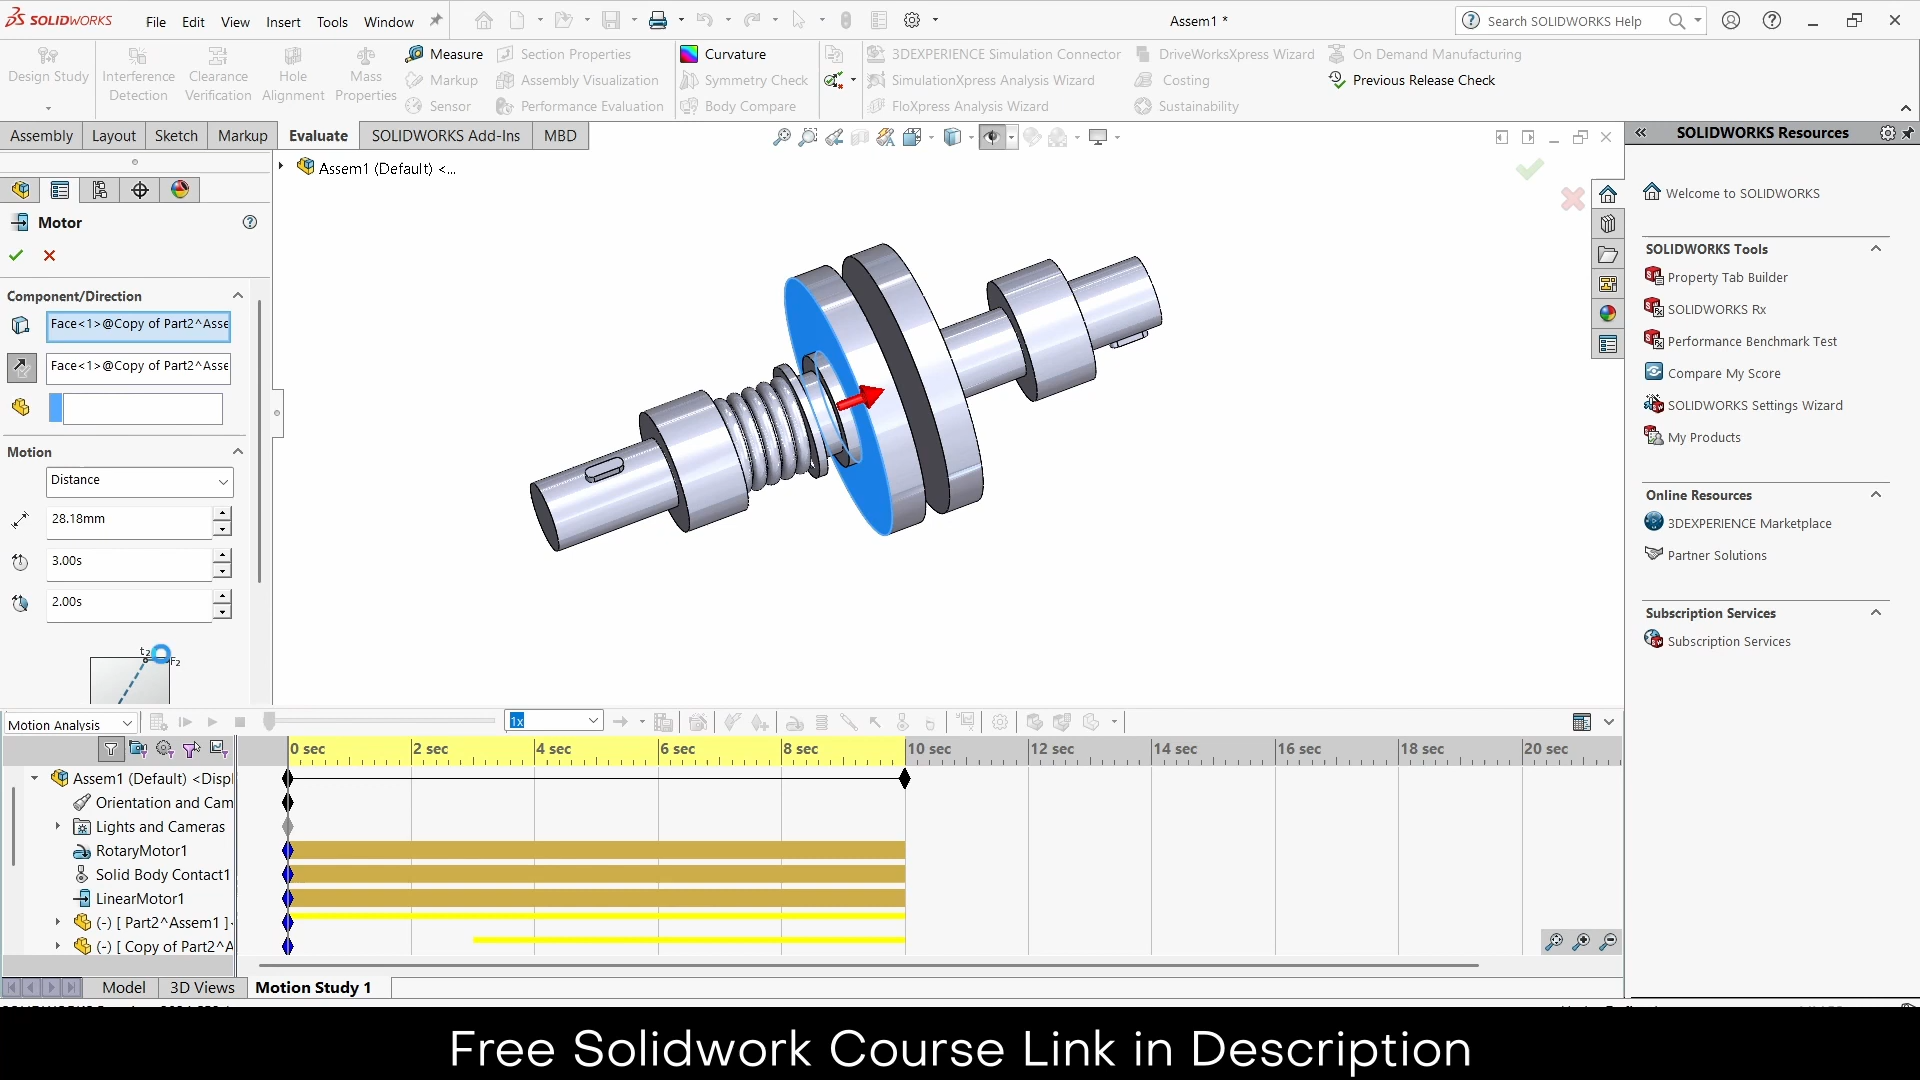 SOLIDWORKS
File Edit View Insert Tools Window
Assem1 *
Search SOLIDWORKS Help
Design Study
Interference Detection
Clearance Verification
Hole Alignment
Mass Properties
Measure
Markup
Sensor
Section Properties
Assembly Visualization
Performance Evaluation
Curvature
Symmetry Check
Body Compare
3DEXPERIENCE Simulation Connector
SimulationXpress Analysis Wizard
FloXpress Analysis Wizard
DriveWorksXpress Wizard
Costing
Sustainability
On Demand Manufacturing
Previous Release Check
Assembly Layout Sketch Markup Evaluate SOLIDWORKS Add-Ins MBD
Assem1 (Default) <...
Motor
Component/Direction
Face<1>@Copy of Part2^Asse
Face<1>@Copy of Part2^Asse
Motion
Distance
28.18mm
3.00s
2.00s
t2
F2
SOLIDWORKS Resources
Welcome to SOLIDWORKS
SOLIDWORKS Tools
Property Tab Builder
SOLIDWORKS Rx
Performance Benchmark Test
Compare My Score
SOLIDWORKS Settings Wizard
My Products
Online Resources
3DEXPERIENCE Marketplace
Partner Solutions
Subscription Services
Subscription Services
Motion Analysis
1x
0 sec 2 sec 4 sec 6 sec 8 sec 10 sec 12 sec 14 sec 16 sec 18 sec 20 sec
Assem1 (Default) <Displ
Orientation and Cam
Lights and Cameras
RotaryMotor1
Solid Body Contact1
LinearMotor1
(-) [ Part2^Assem1 ]
(-) [ Copy of Part2^A
Model 3D Views Motion Study 1
Free Solidwork Course Link in Description